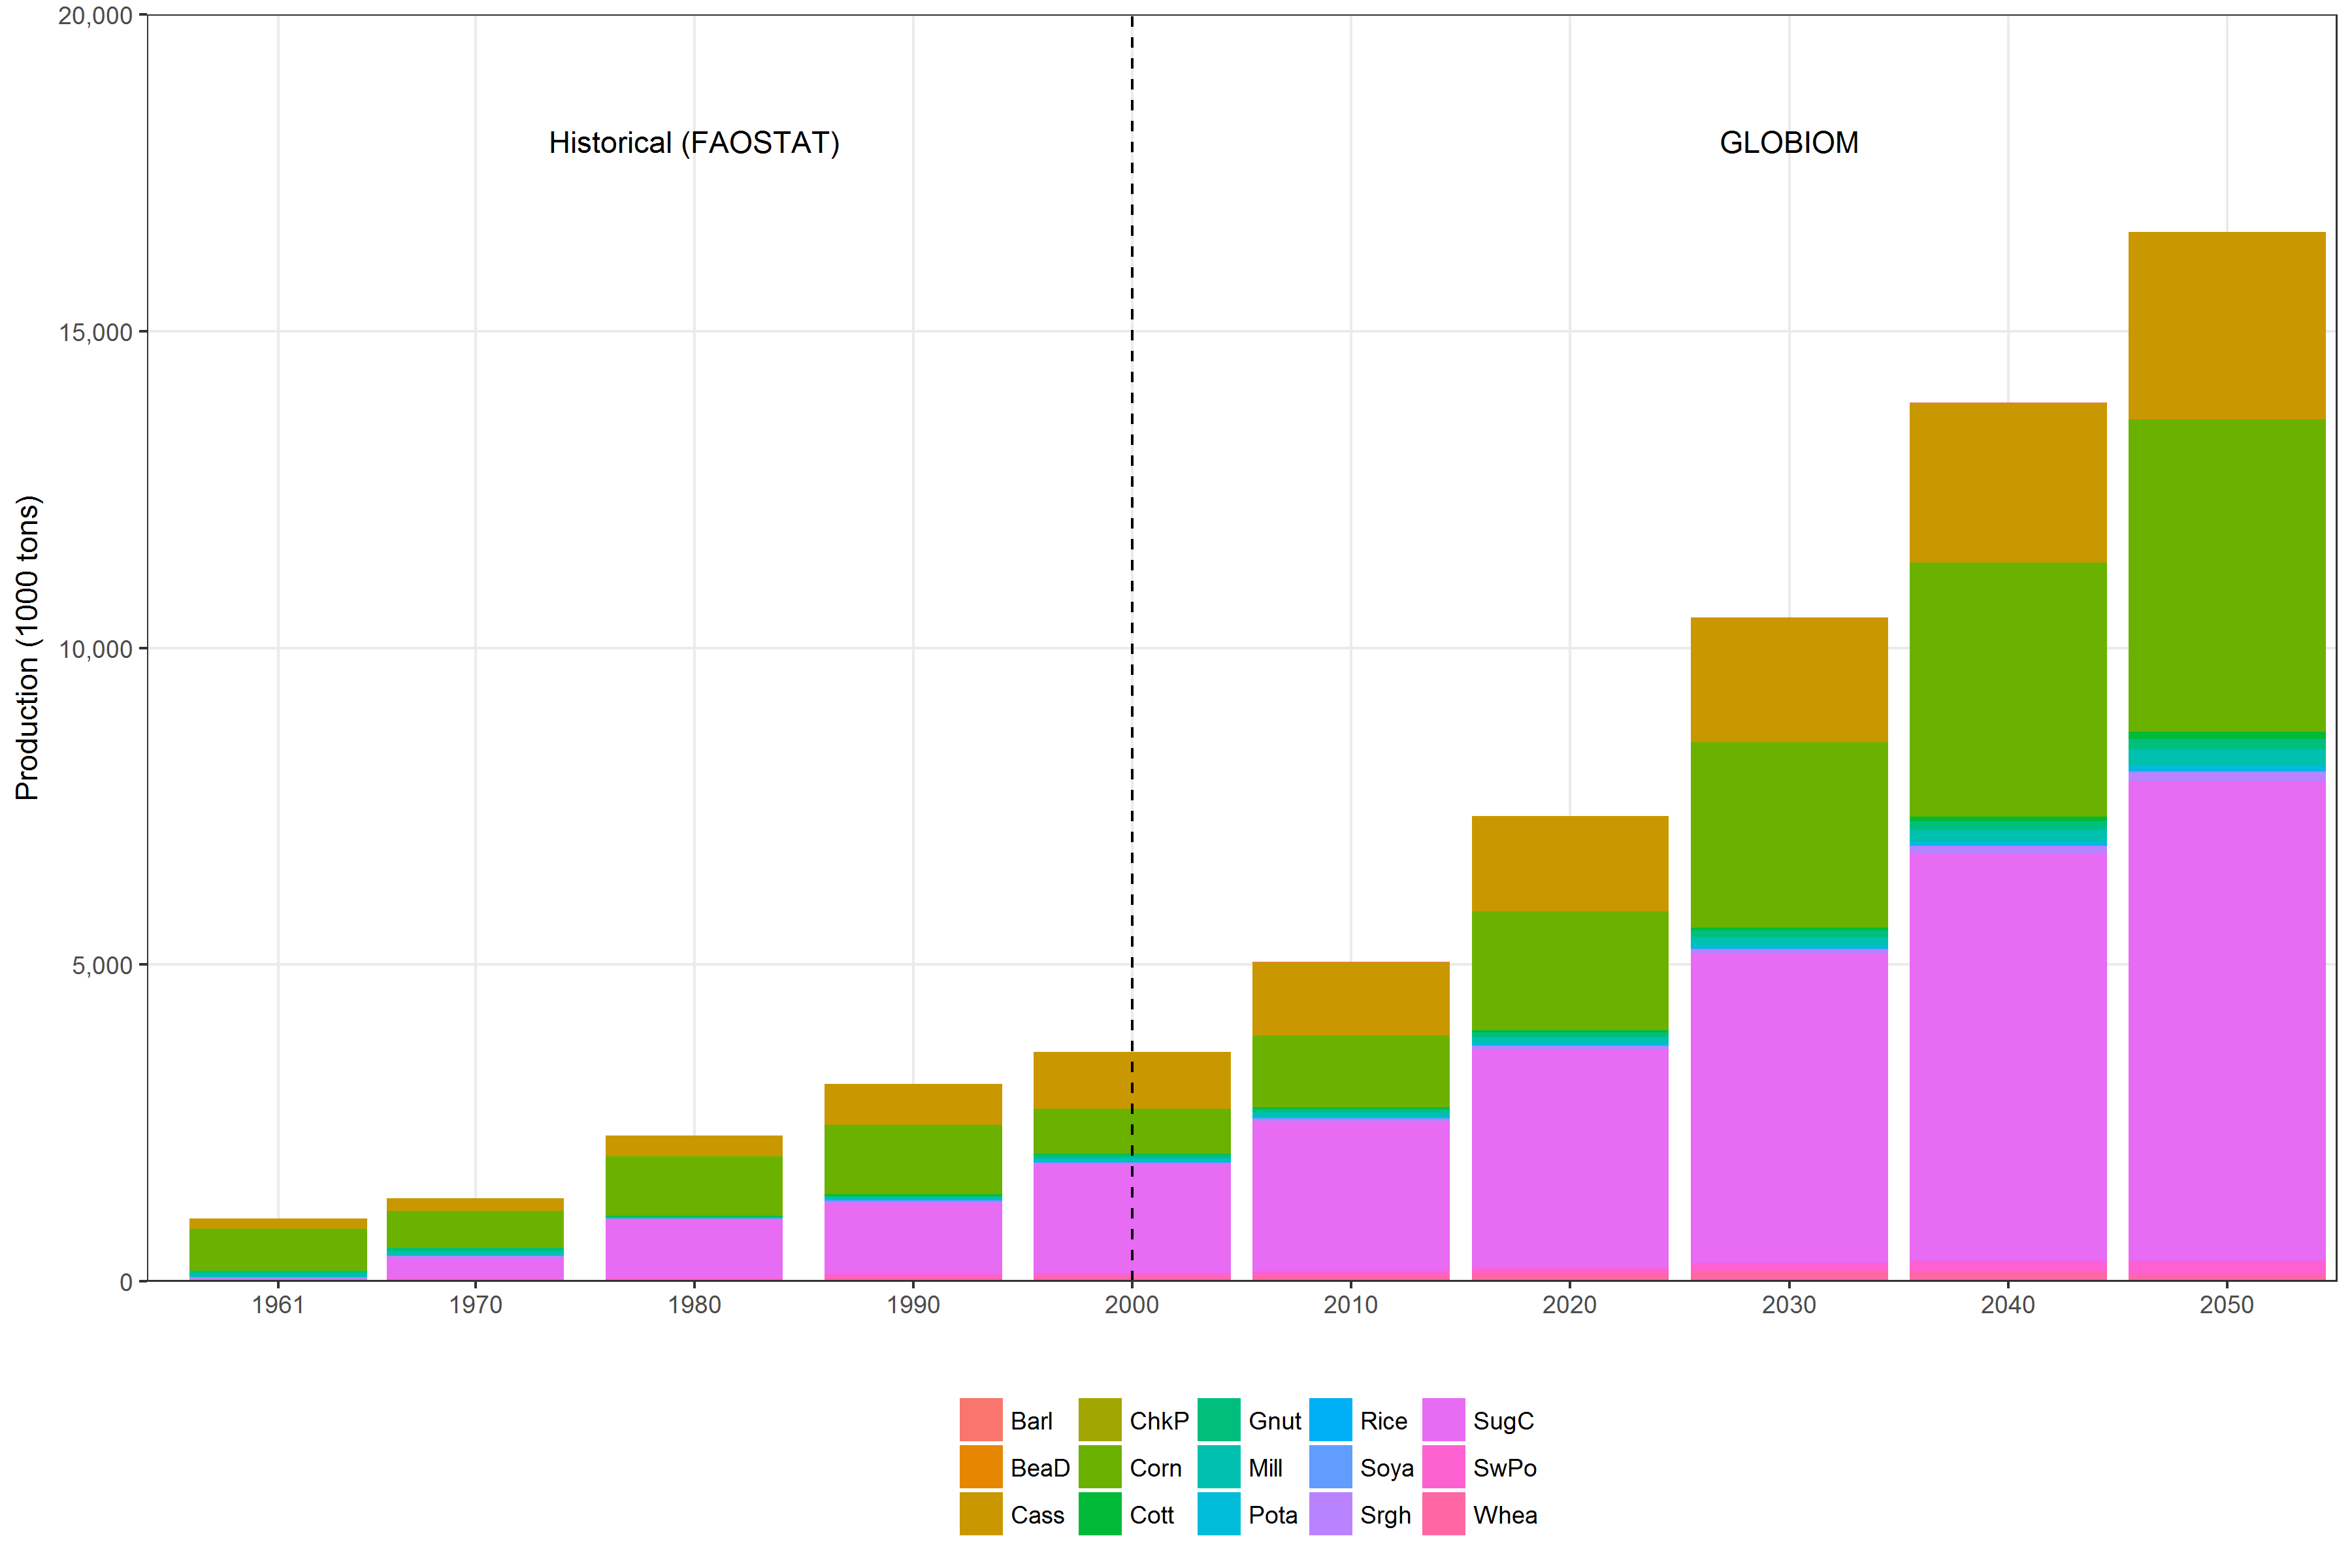 20,000
15,000
10,000
5,000
0
Production (1000 tons)
Historical (FAOSTAT)
GLOBIOM
1961 1970 1980 1990 2000 2010 2020 2030 2040 2050
Barl ChkP Gnut Rice SugC
BeaD Corn Mill Soya SwPo
Cass Cott Pota Srgh Whea